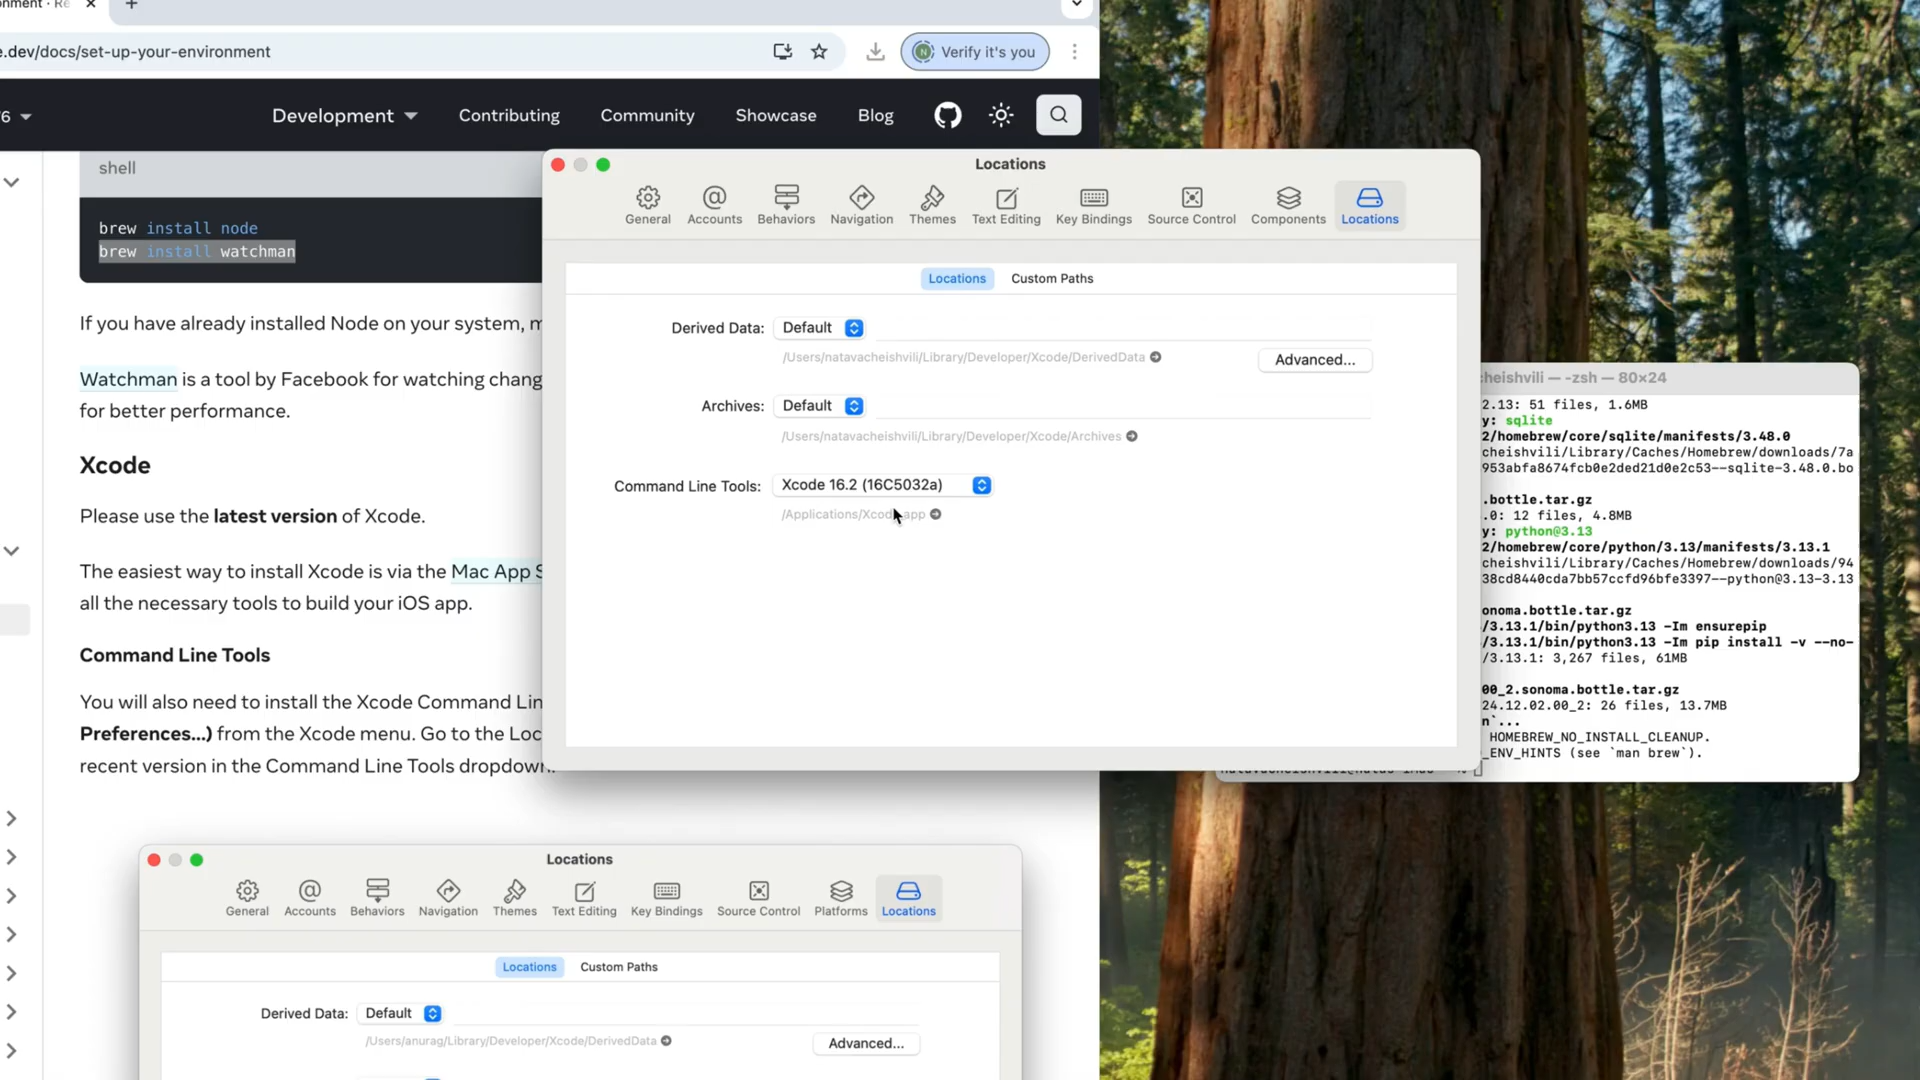 e.dev/docs/set-up-your-environment
Verify it's you
Development
Contributing
Community
Showcase
Blog
shell
brew install node
brew install watchman
If you have already installed Node on your system, m
Watchman is a tool by Facebook for watching chang
for better performance.
Xcode
Please use the latest version of Xcode.
The easiest way to install Xcode is via the Mac App S
all the necessary tools to build your iOS app.
Command Line Tools
You will also need to install the Xcode Command Lin
Preferences...) from the Xcode menu. Go to the Loc
recent version in the Command Line Tools dropdown.
Locations
General
Accounts
Behaviors
Navigation
Themes
Text Editing
Key Bindings
Source Control
Platforms
Locations
Locations
Custom Paths
Derived Data:
Default
/Users/anurag/Library/Developer/Xcode/DerivedData
Advanced...
Locations
General
Accounts
Behaviors
Navigation
Themes
Text Editing
Key Bindings
Source Control
Components
Locations
Locations
Custom Paths
Derived Data:
Default
/Users/natavacheishvili/Library/Developer/Xcode/DerivedData
Advanced...
Archives:
Default
/Users/natavacheishvili/Library/Developer/Xcode/Archives
Command Line Tools:
Xcode 16.2 (16C5032a)
/Applications/Xcode.app
cheishvili — -zsh — 80×24
2.13: 51 files, 1.6MB
y: sqlite
2/homebrew/core/sqlite/manifests/3.48.0
cheishvili/Library/Caches/Homebrew/downloads/7a
953abfa8674fcb0e2ded21d0e2c53--sqlite-3.48.0.bo
.bottle.tar.gz
.0: 12 files, 4.8MB
y: python@3.13
2/homebrew/core/python/3.13/manifests/3.13.1
cheishvili/Library/Caches/Homebrew/downloads/94
38cd8440cda7bb57ccfd96bfe3397--python@3.13-3.13
onoma.bottle.tar.gz
/3.13.1/bin/python3.13 -Im ensurepip
/3.13.1/bin/python3.13 -Im pip install -v --no-
/3.13.1: 3,267 files, 61MB
00_2.sonoma.bottle.tar.gz
24.12.02.00_2: 26 files, 13.7MB
n`...
HOMEBREW_NO_INSTALL_CLEANUP.
_ENV_HINTS (see `man brew`).